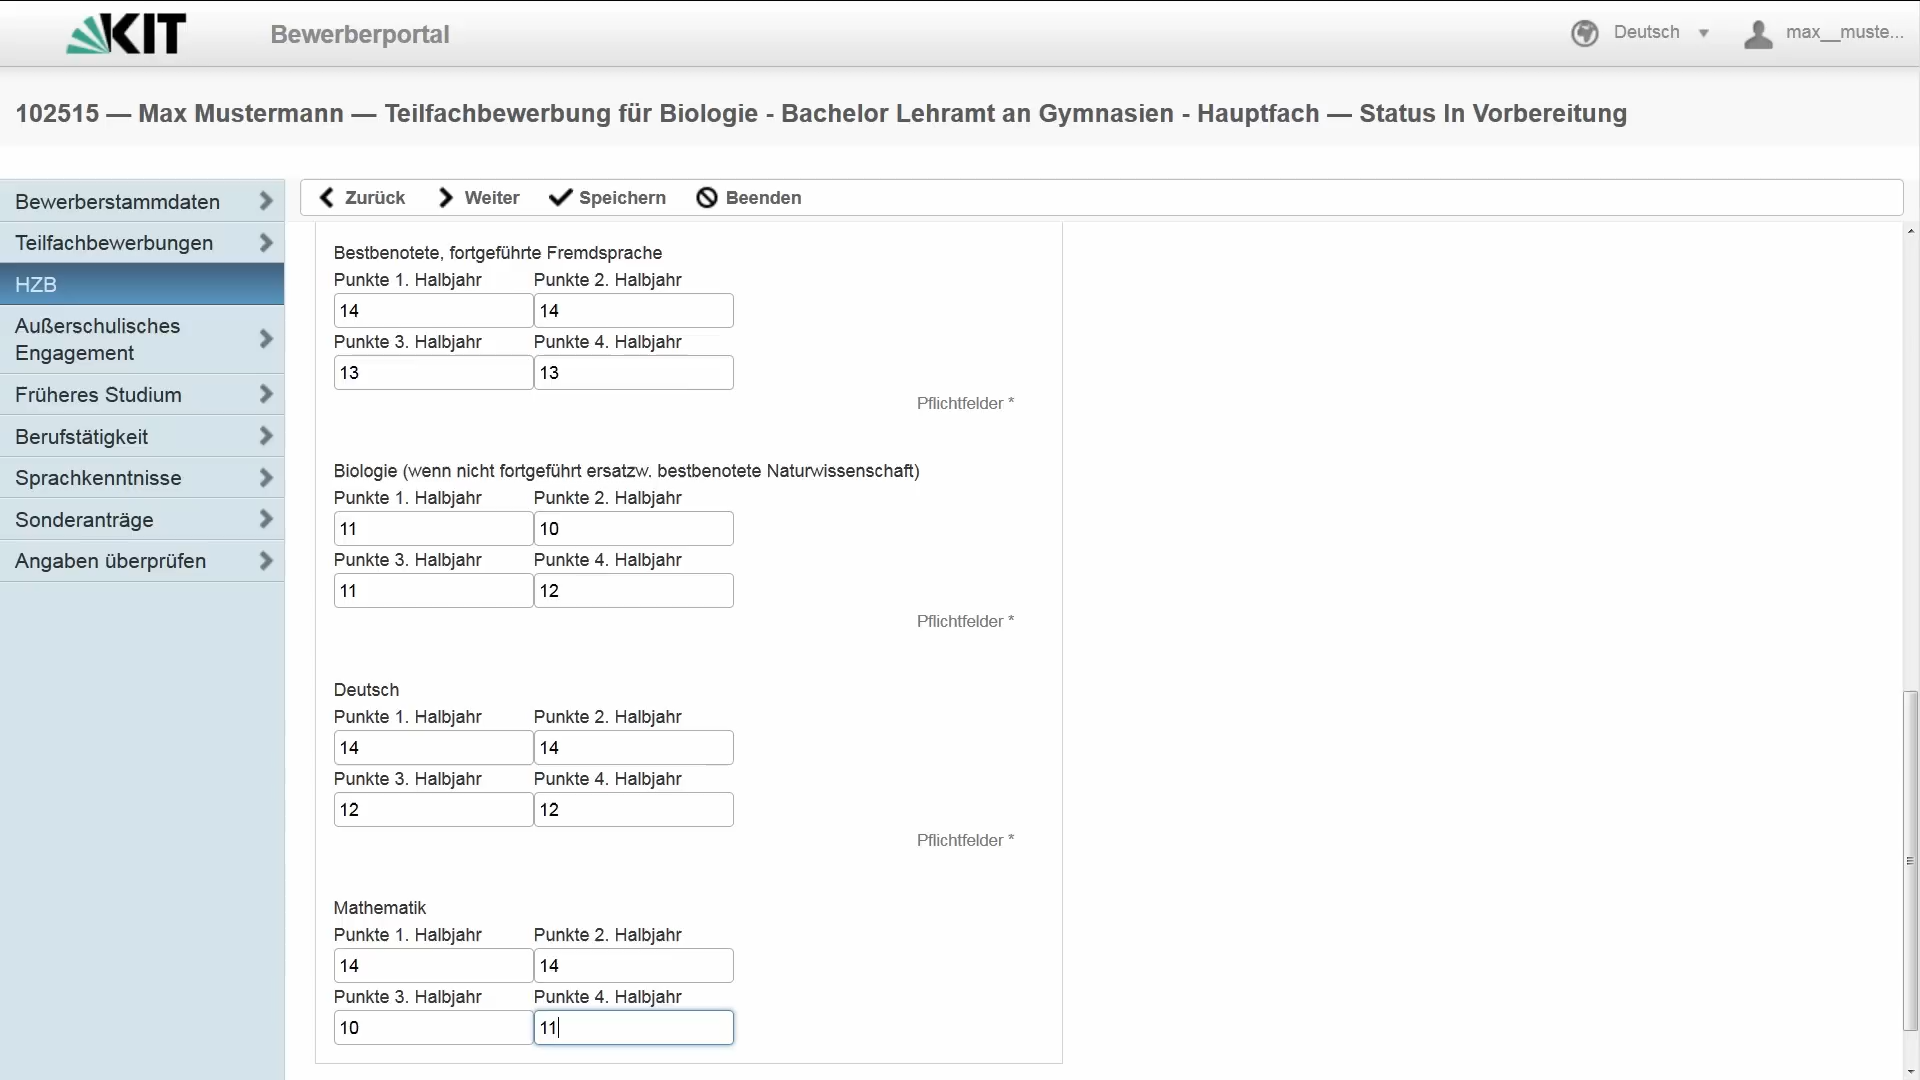 KIT
Bewerberportal
Deutsch
max__muste...
102515 — Max Mustermann — Teilfachbewerbung für Biologie - Bachelor Lehramt an Gymnasien - Hauptfach — Status In Vorbereitung
Bewerberstammdaten
Teilfachbewerbungen
HZB
Außerschulisches
Engagement
Früheres Studium
Berufstätigkeit
Sprachkenntnisse
Sonderanträge
Angaben überprüfen
Zurück Weiter Speichern Beenden
Bestbenotete, fortgeführte Fremdsprache
Punkte 1. Halbjahr Punkte 2. Halbjahr
14 14
Punkte 3. Halbjahr Punkte 4. Halbjahr
13 13
Pflichtfelder *
Biologie (wenn nicht fortgeführt ersatzw. bestbenotete Naturwissenschaft)
Punkte 1. Halbjahr Punkte 2. Halbjahr
11 10
Punkte 3. Halbjahr Punkte 4. Halbjahr
11 12
Pflichtfelder *
Deutsch
Punkte 1. Halbjahr Punkte 2. Halbjahr
14 14
Punkte 3. Halbjahr Punkte 4. Halbjahr
12 12
Pflichtfelder *
Mathematik
Punkte 1. Halbjahr Punkte 2. Halbjahr
14 14
Punkte 3. Halbjahr Punkte 4. Halbjahr
10 11